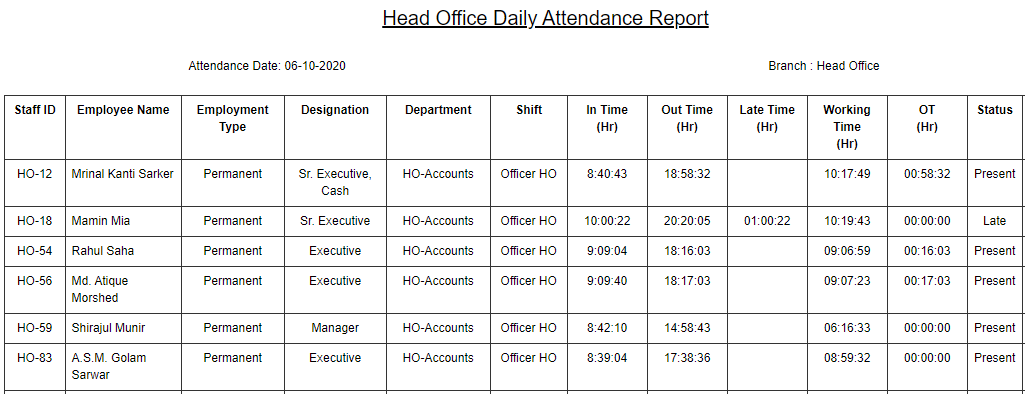 Head Office Daily Attendance Report
Attendance Date: 06-10-2020 Branch : Head Office
Staff ID Employee Name Employment Type Designation Department Shift In Time (Hr) Out Time (Hr) Late Time (Hr) Working Time (Hr) OT (Hr) Status
HO-12 Mrinal Kanti Sarker Permanent Sr. Executive, Cash HO-Accounts Officer HO 8:40:43 18:58:32 10:17:49 00:58:32 Present
HO-18 Mamin Mia Permanent Sr. Executive HO-Accounts Officer HO 10:00:22 20:20:05 01:00:22 10:19:43 00:00:00 Late
HO-54 Rahul Saha Permanent Executive HO-Accounts Officer HO 9:09:04 18:16:03 09:06:59 00:16:03 Present
HO-56 Md. Atique Morshed Permanent Executive HO-Accounts Officer HO 9:09:40 18:17:03 09:07:23 00:17:03 Present
HO-59 Shirajul Munir Permanent Manager HO-Accounts Officer HO 8:42:10 14:58:43 06:16:33 00:00:00 Present
HO-83 A.S.M. Golam Sarwar Permanent Executive HO-Accounts Officer HO 8:39:04 17:38:36 08:59:32 00:00:00 Present